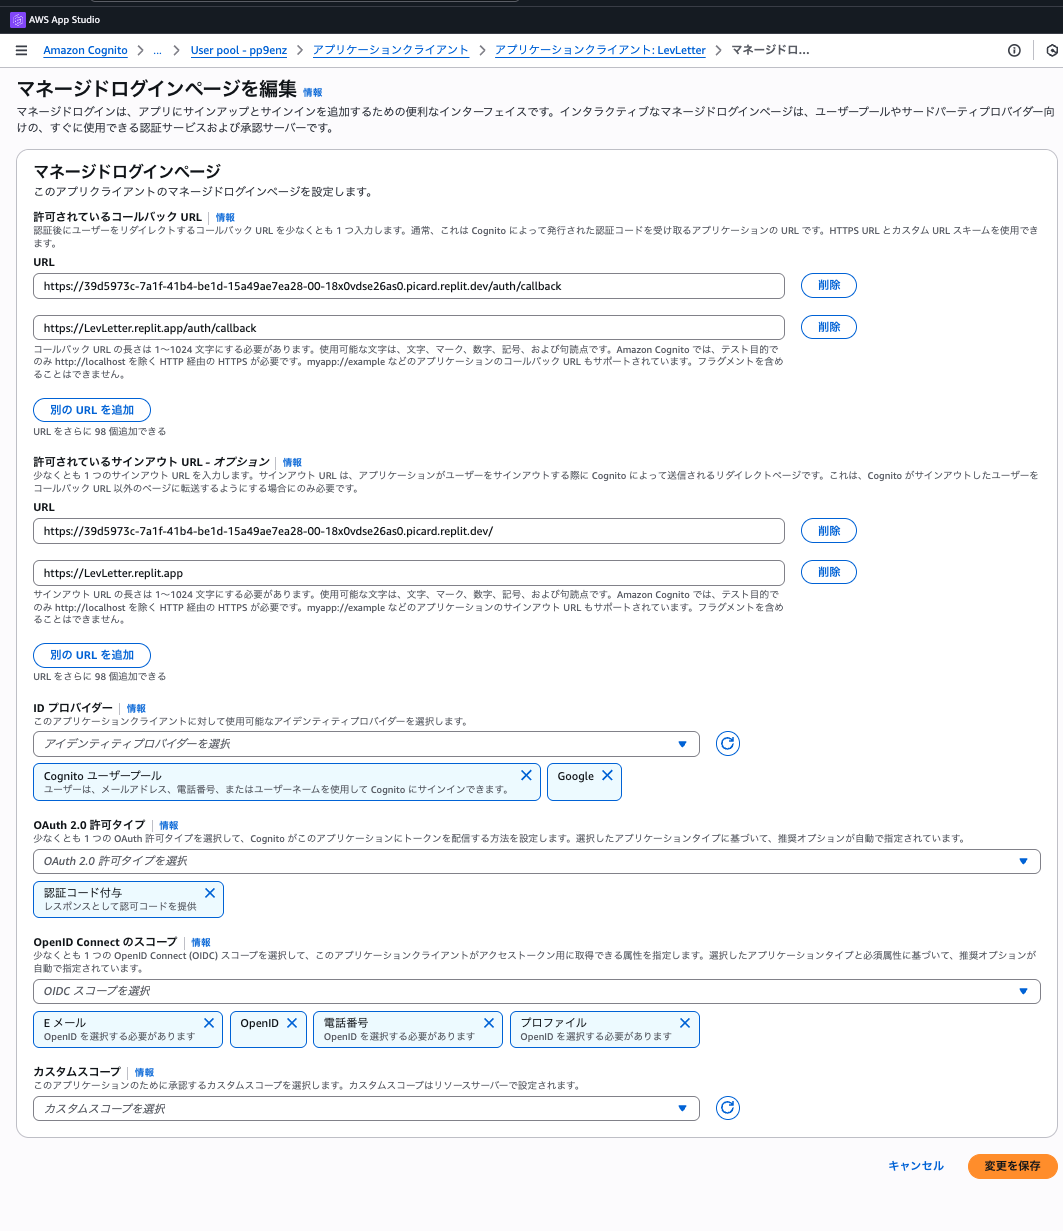 AWS App Studio
Amazon Cognito > ... > User pool - pp9enz > アプリケーションクライアント > アプリケーションクライアント: LevLetter > マネージドロ...
マネージドログインページを編集 情報
マネージドログインは、アプリにサインアップとサインインを追加するための便利なインターフェイスです。インタラクティブなマネージドログインページは、ユーザープールやサードパーティプロバイダー向
けの、すぐに使用できる認証サービスおよび承認サーバーです。
マネージドログインページ
このアプリクライアントのマネージドログインページを設定します。
許可されているコールバック URL 情報
認証後にユーザーをリダイレクトするコールバック URL を少なくとも 1 つ入力します。通常、これは Cognito によって発行された認証コードを受け取るアプリケーションの URL です。HTTPS URL とカスタム URL スキームを使用でき
ます。
URL
https://39d5973c-7a1f-41b4-be1d-15a49ae7ea28-00-18x0vdse26as0.picard.replit.dev/auth/callback 削除
https://LevLetter.replit.app/auth/callback 削除
コールバック URL の長さは 1～1024 文字にする必要があります。使用可能な文字は、文字、マーク、数字、記号、および句読点です。Amazon Cognito では、テスト目的で
のみ http://localhost を除く HTTP 経由の HTTPS が必要です。myapp://example などのアプリケーションのコールバック URL もサポートされています。フラグメントを含め
ることはできません。
別の URL を追加
URL をさらに 98 個追加できる
許可されているサインアウト URL - オプション 情報
少なくとも 1 つのサインアウト URL を入力します。サインアウト URL は、アプリケーションがユーザーをサインアウトする際に Cognito によって送信されるリダイレクトページです。これは、Cognito がサインアウトしたユーザーを
コールバック URL 以外のページに転送するようにする場合にのみ必要です。
URL
https://39d5973c-7a1f-41b4-be1d-15a49ae7ea28-00-18x0vdse26as0.picard.replit.dev/ 削除
https://LevLetter.replit.app 削除
サインアウト URL の長さは 1～1024 文字にする必要があります。使用可能な文字は、文字、マーク、数字、記号、および句読点です。Amazon Cognito では、テスト目的で
のみ http://localhost を除く HTTP 経由の HTTPS が必要です。myapp://example などのアプリケーションのサインアウト URL もサポートされています。フラグメントを含め
ることはできません。
別の URL を追加
URL をさらに 98 個追加できる
ID プロバイダー 情報
このアプリケーションクライアントに対して使用可能なアイデンティティプロバイダーを選択します。
アイデンティティプロバイダーを選択
Cognito ユーザープール
ユーザーは、メールアドレス、電話番号、またはユーザーネームを使用して Cognito にサインインできます。
Google
OAuth 2.0 許可タイプ 情報
少なくとも 1 つの OAuth 許可タイプを選択して、Cognito がこのアプリケーションにトークンを配信する方法を設定します。選択したアプリケーションタイプに基づいて、推奨オプションが自動で指定されています。
OAuth 2.0 許可タイプを選択
認証コード付与
レスポンスとして認可コードを提供
OpenID Connect のスコープ 情報
少なくとも 1 つの OpenID Connect (OIDC) スコープを選択して、このアプリケーションクライアントがアクセストークン用に取得できる属性を指定します。選択したアプリケーションタイプと必須属性に基づいて、推奨オプションが
自動で指定されています。
OIDC スコープを選択
E メール
OpenID を選択する必要があります
OpenID
電話番号
OpenID を選択する必要があります
プロファイル
OpenID を選択する必要があります
カスタムスコープ 情報
このアプリケーションのために承認するカスタムスコープを選択します。カスタムスコープはリソースサーバーで設定されます。
カスタムスコープを選択
キャンセル 変更を保存